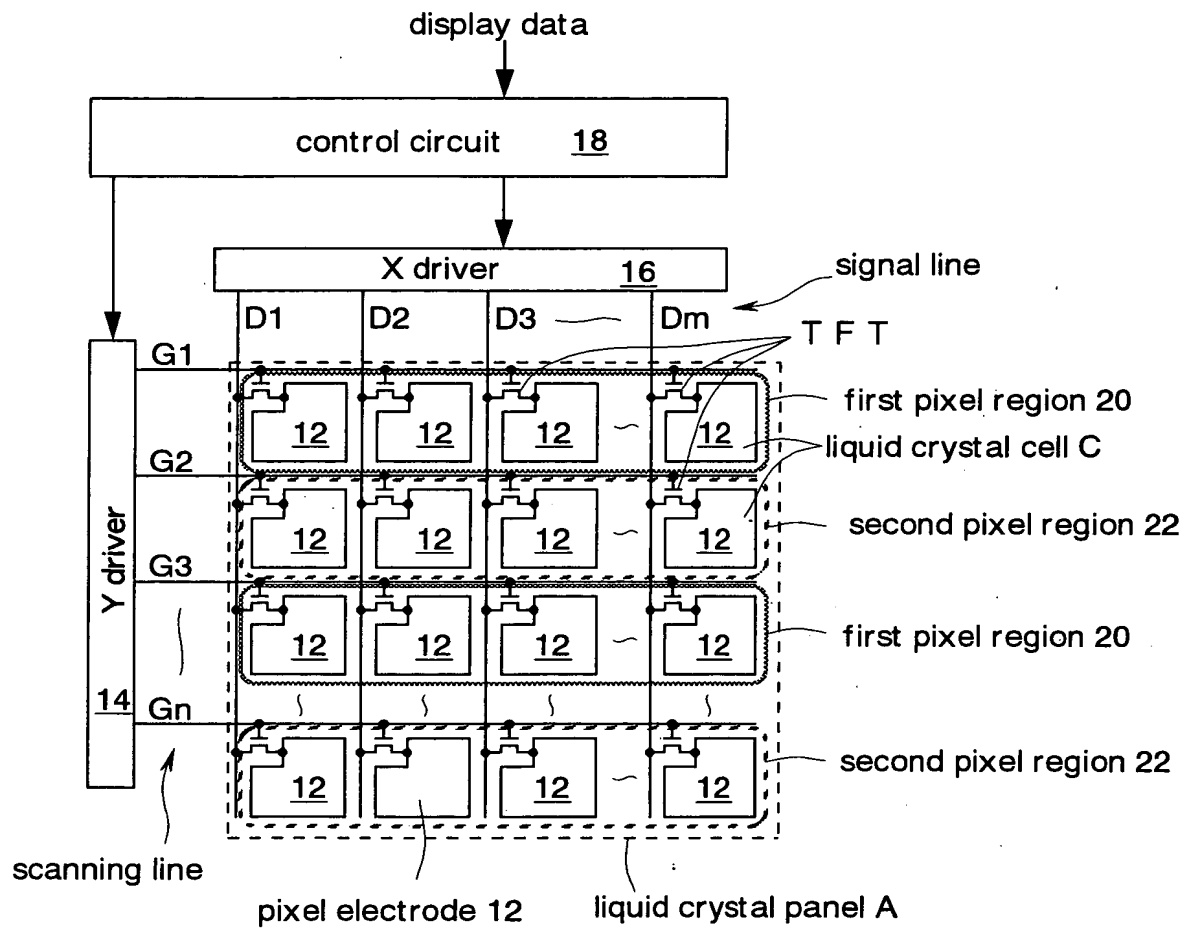 display data
control circuit 18
X driver 16
signal line
D1 D2 D3 Dm
T F T
G1
12 12 12 12
first pixel region 20
liquid crystal cell C
G2
12 12 12 12
second pixel region 22
Y driver
14
G3
12 12 12 12
first pixel region 20
Gn
12 12 12
second pixel region 22
scanning line
pixel electrode 12
liquid crystal panel A